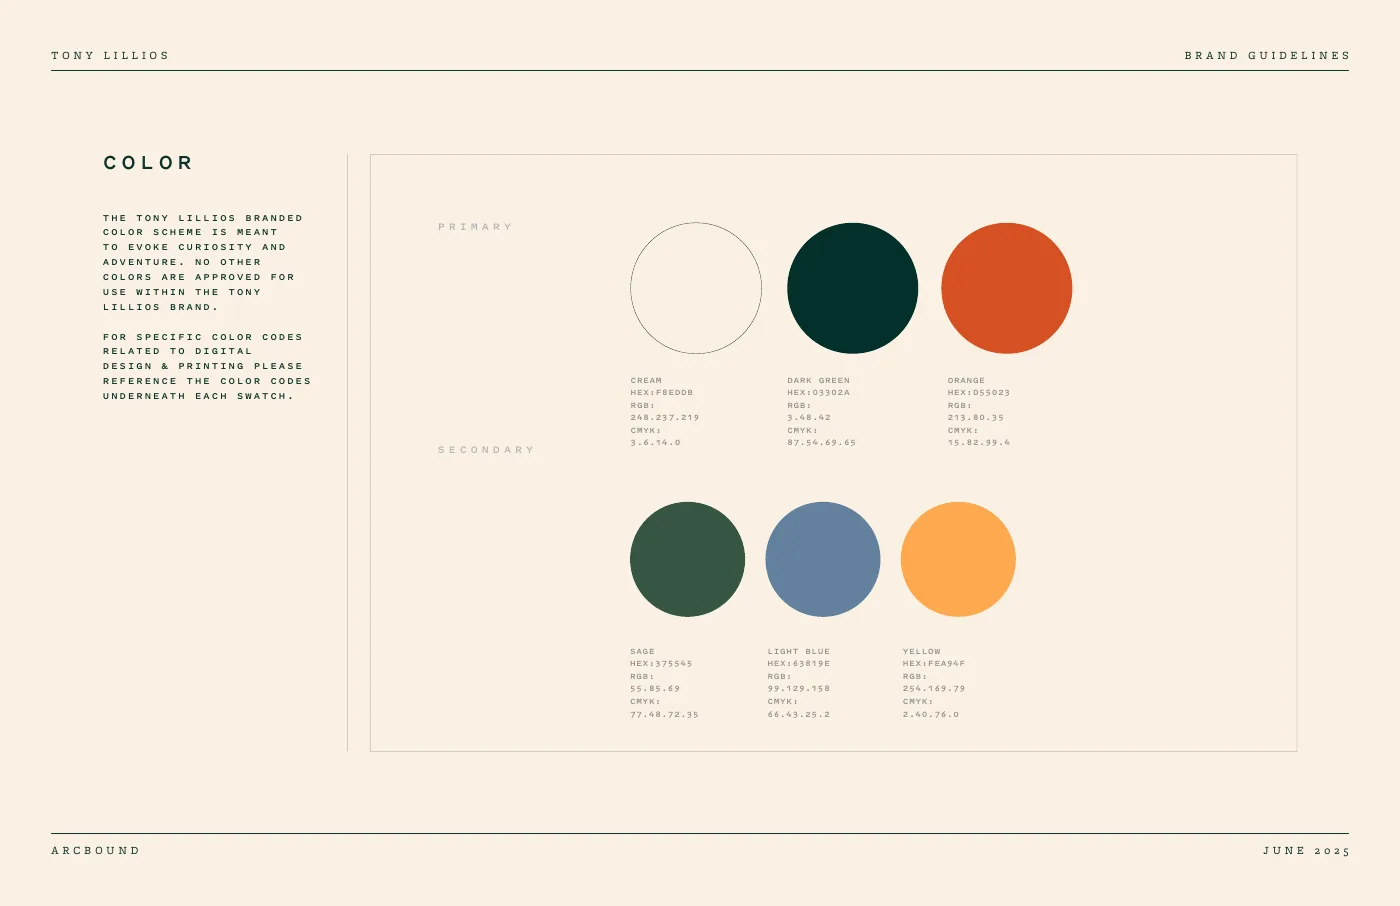 TONY LILLIOS
BRAND GUIDELINES
COLOR
THE TONY LILLIOS BRANDED
COLOR SCHEME IS MEANT
TO EVOKE CURIOSITY AND
ADVENTURE. NO OTHER
COLORS ARE APPROVED FOR
USE WITHIN THE TONY
LILLIOS BRAND.
FOR SPECIFIC COLOR CODES
RELATED TO DIGITAL
DESIGN & PRINTING PLEASE
REFERENCE THE COLOR CODES
UNDERNEATH EACH SWATCH.
PRIMARY
CREAM
HEX:F8EDDB
RGB:
248.237.219
CMYK:
3.6.14.0
DARK GREEN
HEX:03302A
RGB:
3.48.42
CMYK:
87.54.69.65
ORANGE
HEX:D55023
RGB:
213.80.35
CMYK:
15.82.99.4
SECONDARY
SAGE
HEX:375545
RGB:
55.85.69
CMYK:
77.48.72.35
LIGHT BLUE
HEX:63819E
RGB:
99.129.158
CMYK:
66.43.25.2
YELLOW
HEX:FEA94F
RGB:
254.169.79
CMYK:
2.40.76.0
ARCBOUND
JUNE 2025